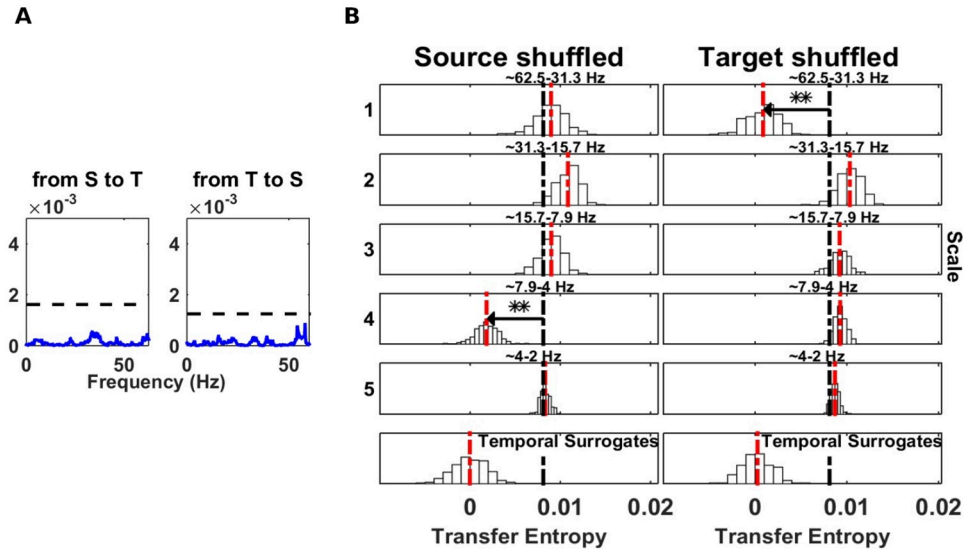 A
B
Source shuffled
Target shuffled
~62.5-31.3 Hz
~62.5-31.3 Hz
1
**
~31.3-15.7 Hz
~31.3-15.7 Hz
2
from S to T
from T to S
×10⁻³
×10⁻³
4
4
2
2
0
0
0
50
0
50
Frequency (Hz)
~15.7-7.9 Hz
~15.7-7.9 Hz
3
Scale
~7.9-4 Hz
~7.9-4 Hz
4
**
~4-2 Hz
~4-2 Hz
5
Temporal Surrogates
Temporal Surrogates
0
0.01
0.02
0
0.01
0.02
Transfer Entropy
Transfer Entropy